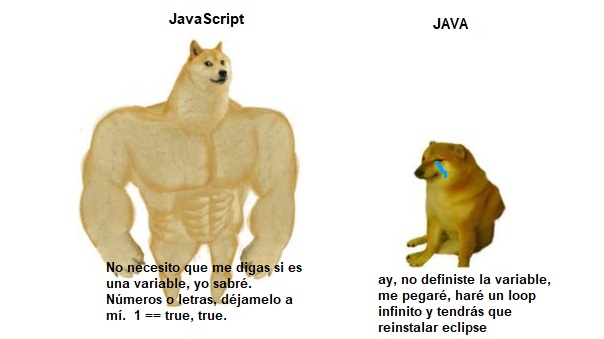 JavaScript
JAVA
No necesito que me digas si es
una variable, yo sabré.
Números o letras, déjamelo a
mí.  1 == true, true.
ay, no definiste la variable,
me pegaré, haré un loop
infinito y tendrás que
reinstalar eclipse